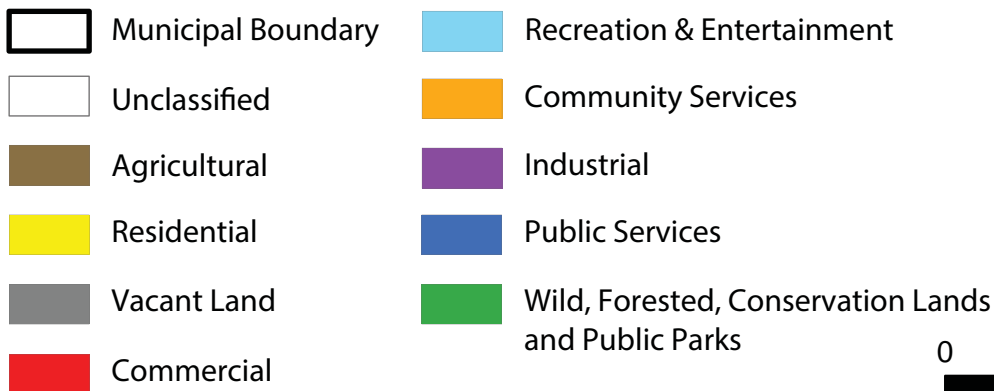 Municipal Boundary
Unclassified
Agricultural
Residential
Vacant Land
Commercial
Recreation & Entertainment
Community Services
Industrial
Public Services
Wild, Forested, Conservation Lands
and Public Parks
0